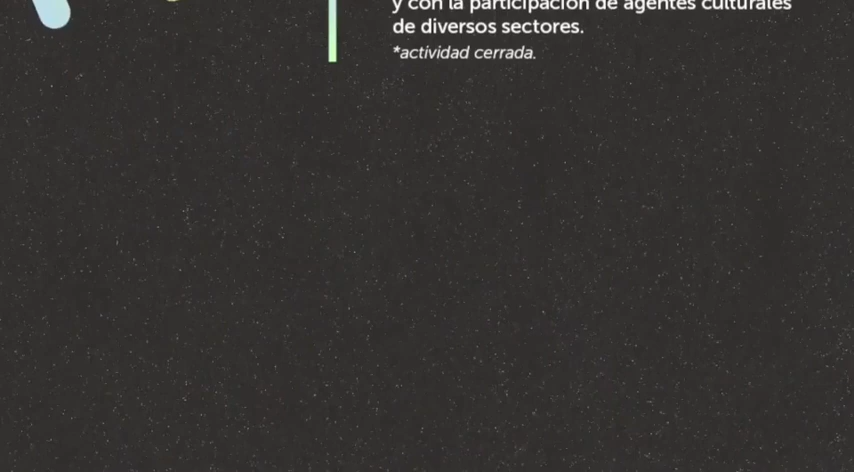 y con la participación de agentes culturales
de diversos sectores.
*actividad cerrada.